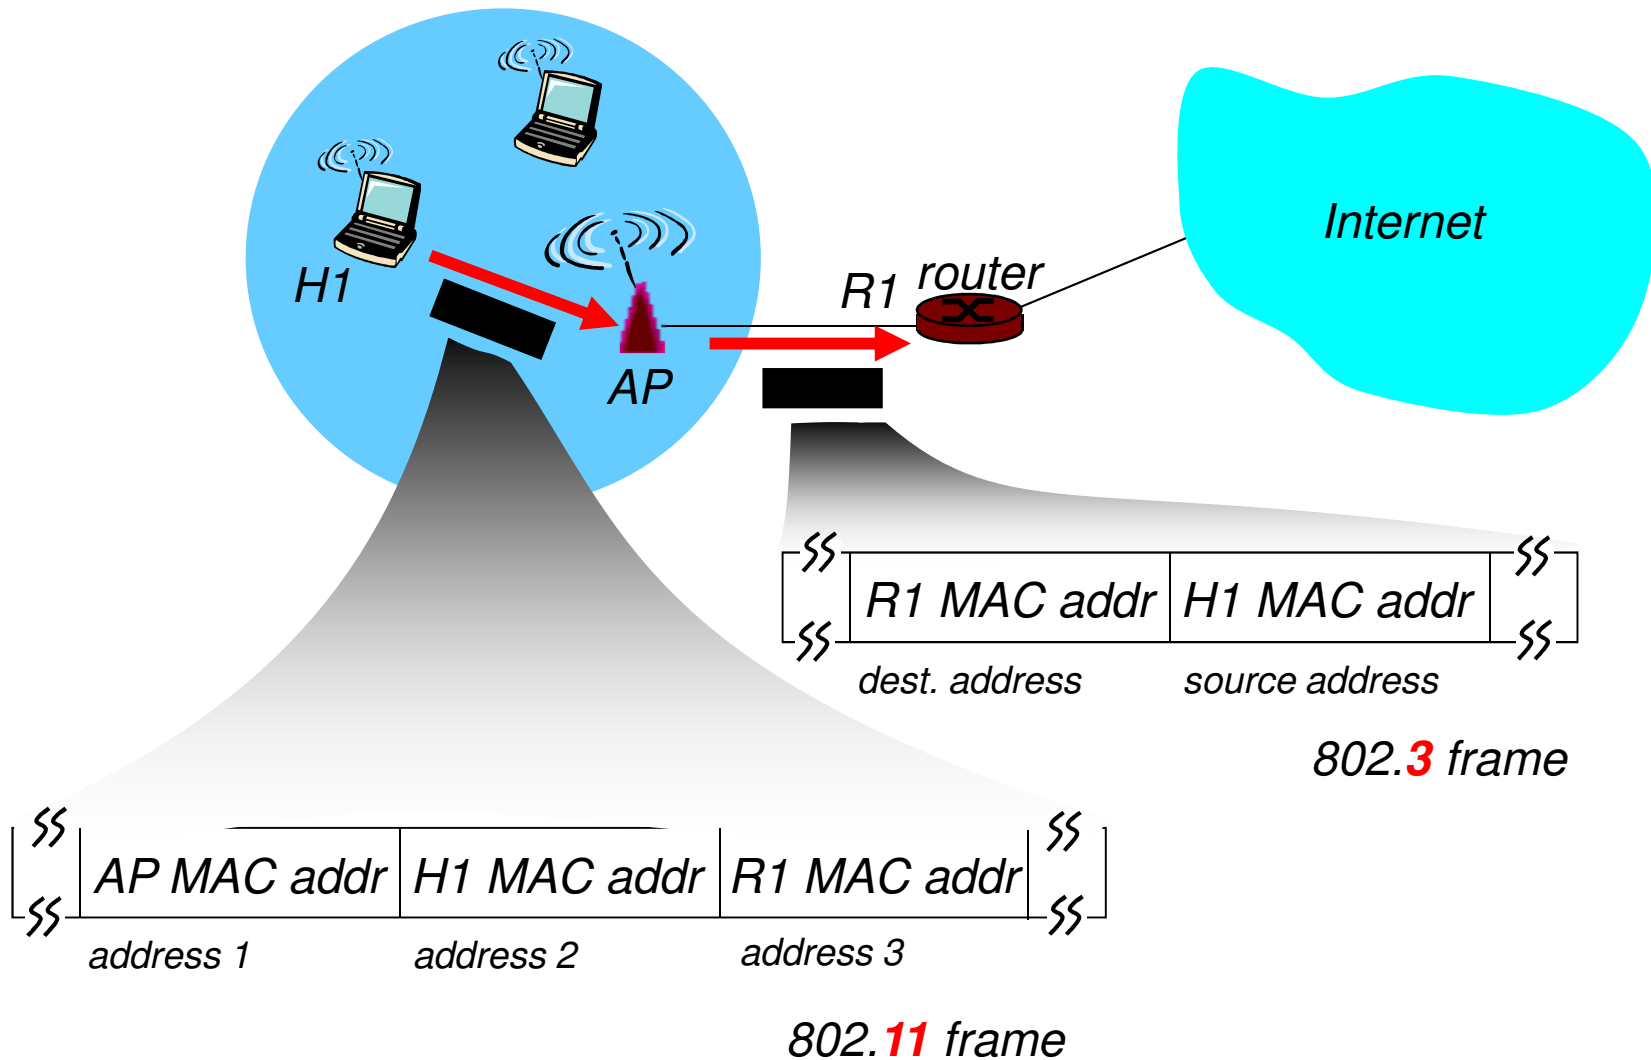 Internet
R1
router
H1
AP
R1 MAC addr
H1 MAC addr
dest. address
source address
802.3 frame
AP MAC addr
H1 MAC addr
R1 MAC addr
address 1
address 2
address 3
802.11 frame